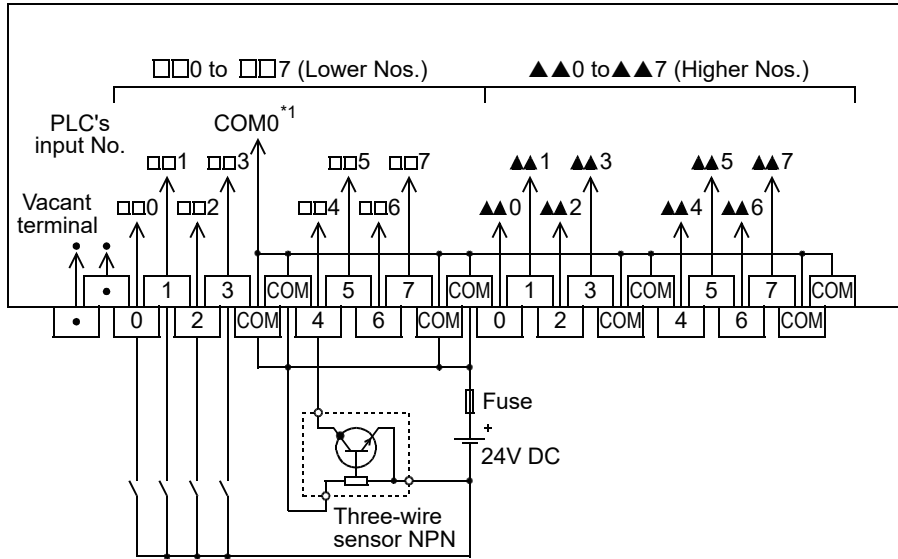 □□0 to □□7 (Lower Nos.) ▲▲0 to ▲▲7 (Higher Nos.)
PLC's input No.
COM0*1
□□1 □□3 □□5 □□7 ▲▲1 ▲▲3 ▲▲5 ▲▲7
Vacant terminal
□□0 □□2 □□4 □□6 ▲▲0 ▲▲2 ▲▲4 ▲▲6
• •
• 1 3 COM 5 7 COM 1 3 COM 5 7 COM
• 0 2 COM 4 6 COM 0 2 COM 4 6 COM
Fuse
+
24V DC
Three-wire
sensor NPN